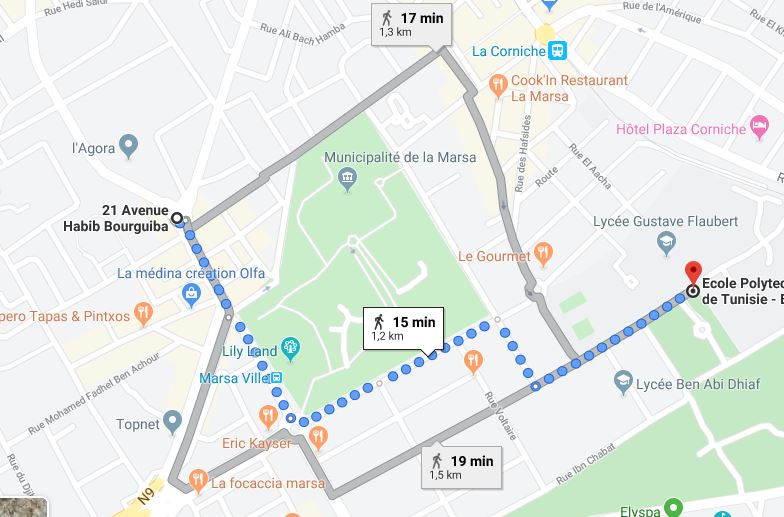 Rue Hedi Saidi
17 min
1,3 km
Rue de l'Amérique
Rue Ali Bach Hamba
La Corniche
Cook'In Restaurant
La Marsa
Hôtel Plaza Corniche
l'Agora
Municipalité de la Marsa
Rue des Hafsides
Rue El Aacha
Route
21 Avenue
Habib Bourguiba
Lycée Gustave Flaubert
Le Gourmet
La médina création Olfa
Ecole Polytec
de Tunisie - E
pero Tapas & Pintxos
15 min
1,2 km
Lily Land
Marsa Ville
Rue Mohamed Fadhel Ben Achour
Lycée Ben Abi Dhiaf
Rue Voltaire
Topnet
Eric Kayser
19 min
1,5 km
Rue Ibn Chabat
Rue du Dj
La focaccia marsa
N9
Elyspa